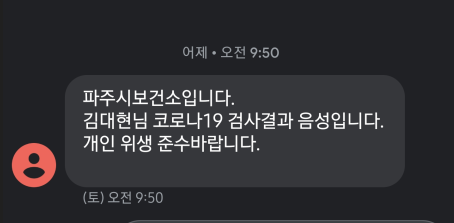 어제 • 오전 9:50
파주시보건소입니다.
김대현님 코로나19 검사결과 음성입니다.
개인 위생 준수바랍니다.
(토) 오전 9:50